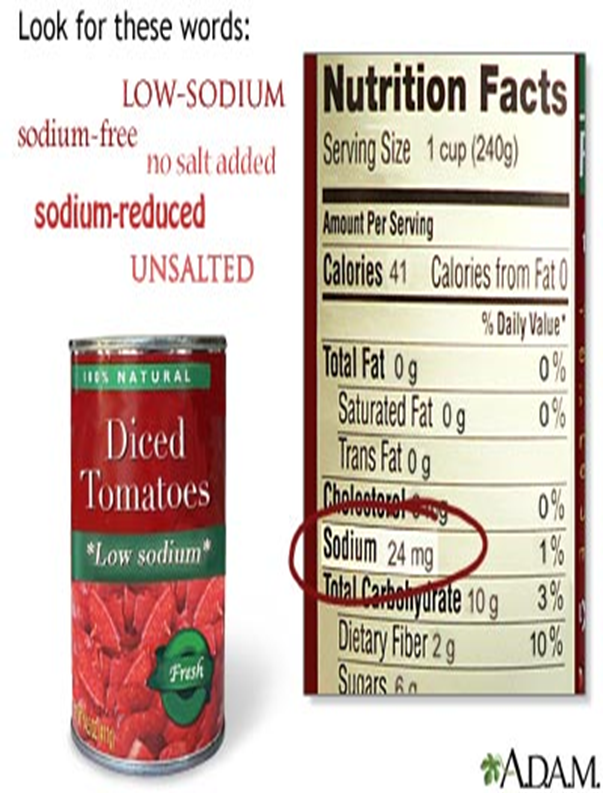 Look for these words:
LOW-SODIUM
sodium-free
no salt added
sodium-reduced
UNSALTED
100% NATURAL
Diced
Tomatoes
*Low sodium*
Fresh
Nutrition Facts
Serving Size 1 cup (240g)
Amount Per Serving
Calories 41 Calories from Fat 0
% Daily Value*
Total Fat 0 g 0%
Saturated Fat 0 g 0%
Trans Fat 0 g
Cholesterol 0%
Sodium 24 mg 1%
Total Carbohydrate 10 g 3%
Dietary Fiber 2 g 10%
Sugars 6 g
A.D.A.M.